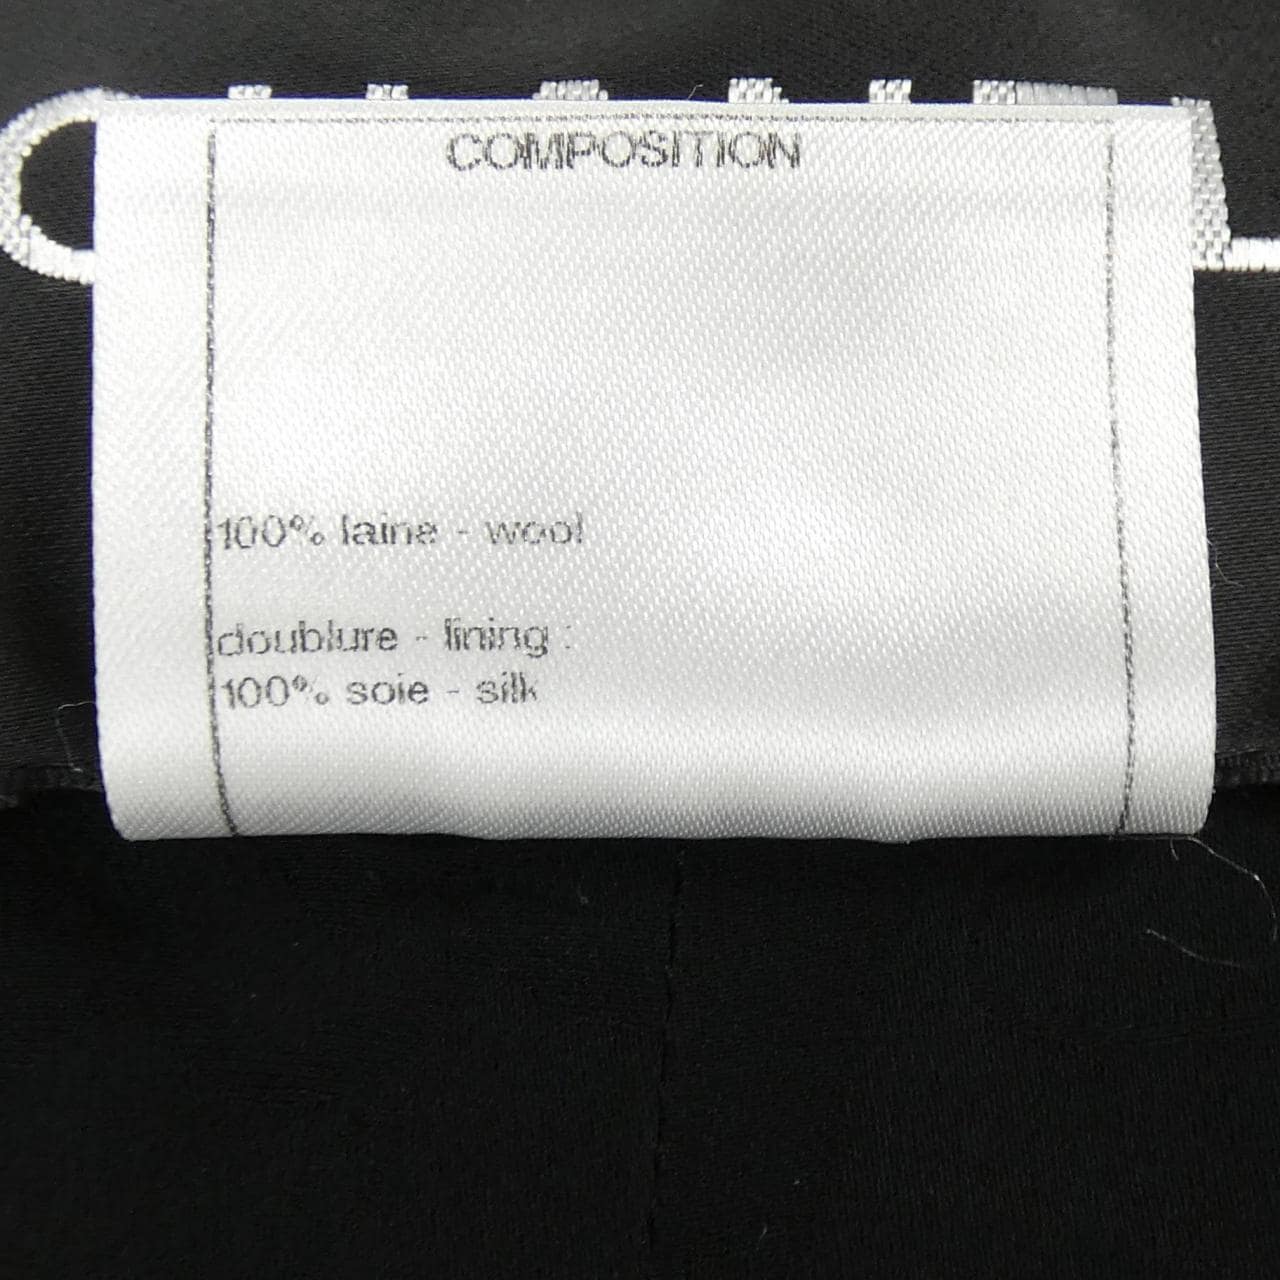 COMPOSITION
100% laine - wool
doublure - lining :
100% soie - silk